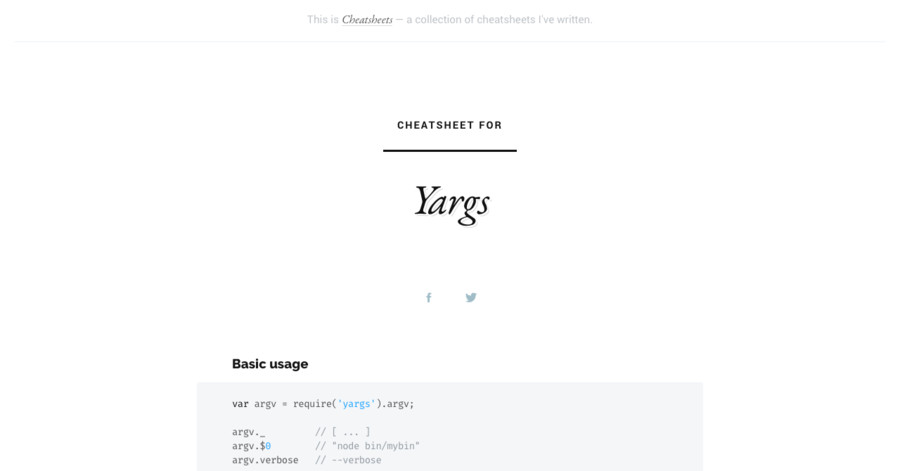 This is Cheatsheets — a collection of cheatsheets I've written.
CHEATSHEET FOR
Yargs
Basic usage
var argv = require('yargs').argv;
argv._         // [ ... ]
argv.$0        // "node bin/mybin"
argv.verbose   // --verbose